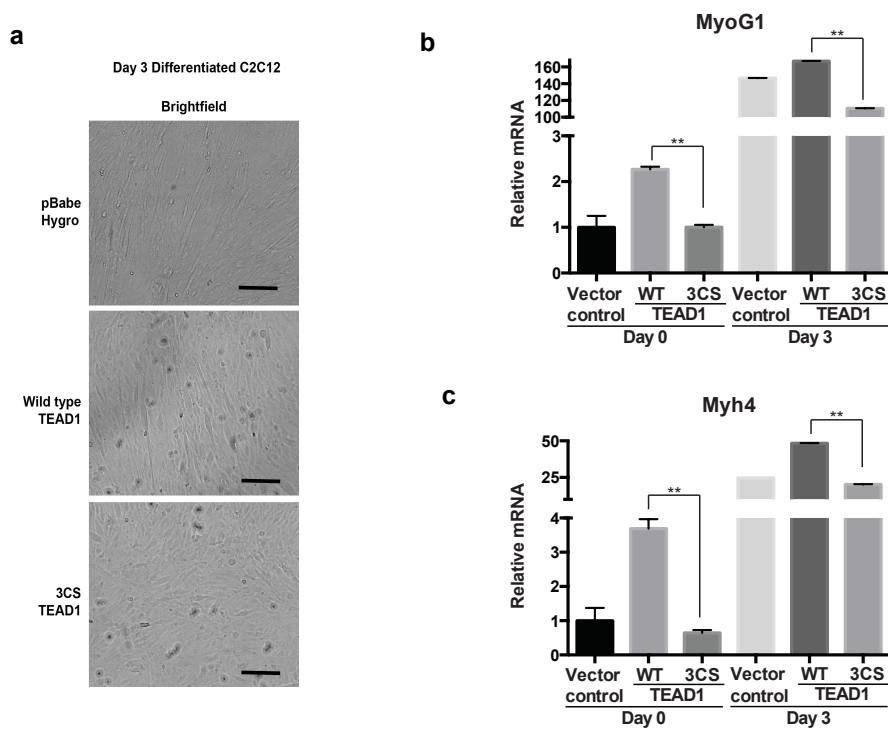 a
Day 3 Differentiated C2C12
Brightfield
pBabe
Hygro
Wild type
TEAD1
3CS
TEAD1
b
MyoG1
Relative mRNA
160
140
120
100
3
2
1
0
**
**
Vector
control
WT
3CS
TEAD1
Day 0
Vector
control
WT
3CS
TEAD1
Day 3
c
Myh4
Relative mRNA
50
25
4
3
2
1
0
**
**
Vector
control
WT
3CS
TEAD1
Day 0
Vector
control
WT
3CS
TEAD1
Day 3